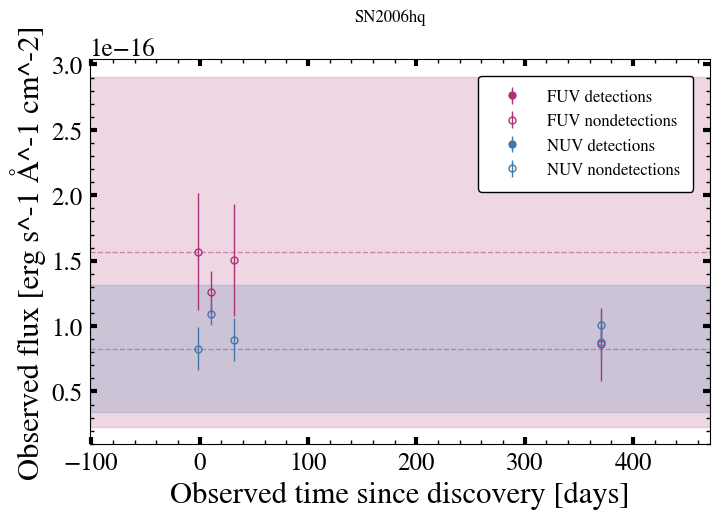 SN2006hq
1e−16
3.0
2.5
2.0
1.5
1.0
0.5
−100
0
100
200
300
400
Observed flux [erg s^-1 Å^-1 cm^-2]
Observed time since discovery [days]
FUV detections
FUV nondetections
NUV detections
NUV nondetections